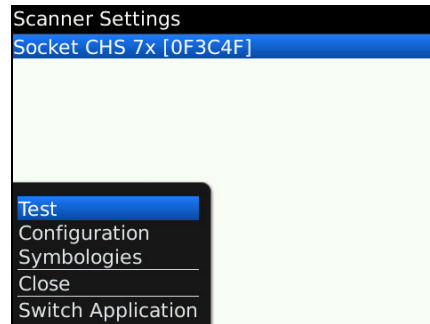 Scanner Settings
Socket CHS 7x [0F3C4F]
Test
Configuration
Symbologies
Close
Switch Application